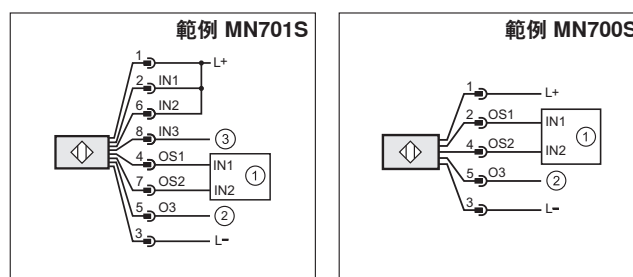 範例 MN701S
1 L+
2 IN1
6 IN2
8 IN3 ③
4 OS1 IN1
①
7 OS2 IN2
5 O3 ②
3 L-
範例 MN700S
1 L+
2 OS1 IN1
①
4 OS2 IN2
5 O3 ②
3 L-